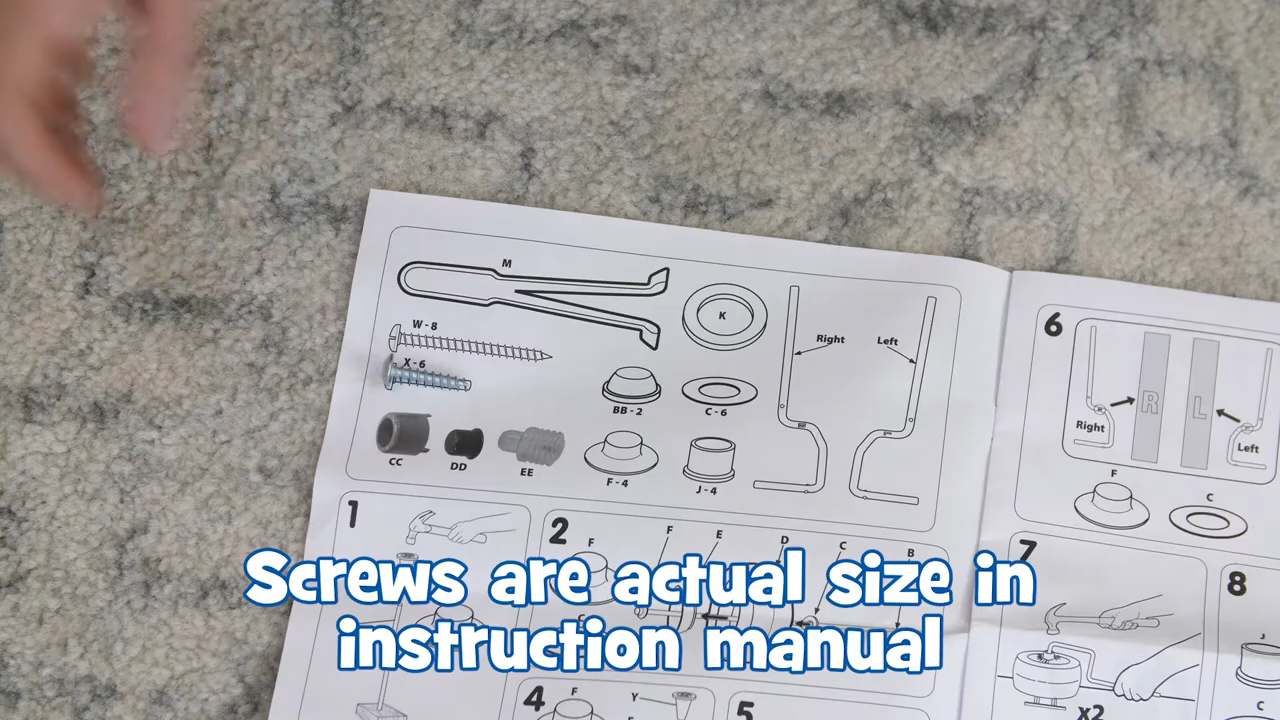 M
W - 8
K
Right
Left
X - 6
BB - 2
C - 6
CC
DD
EE
F - 4
J - 4
6
R
L
Right
Left
F
C
1
2
F
F
E
D
C
B
7
8
J
C
x2
4
F
Y
5
Screws are actual size in
instruction manual